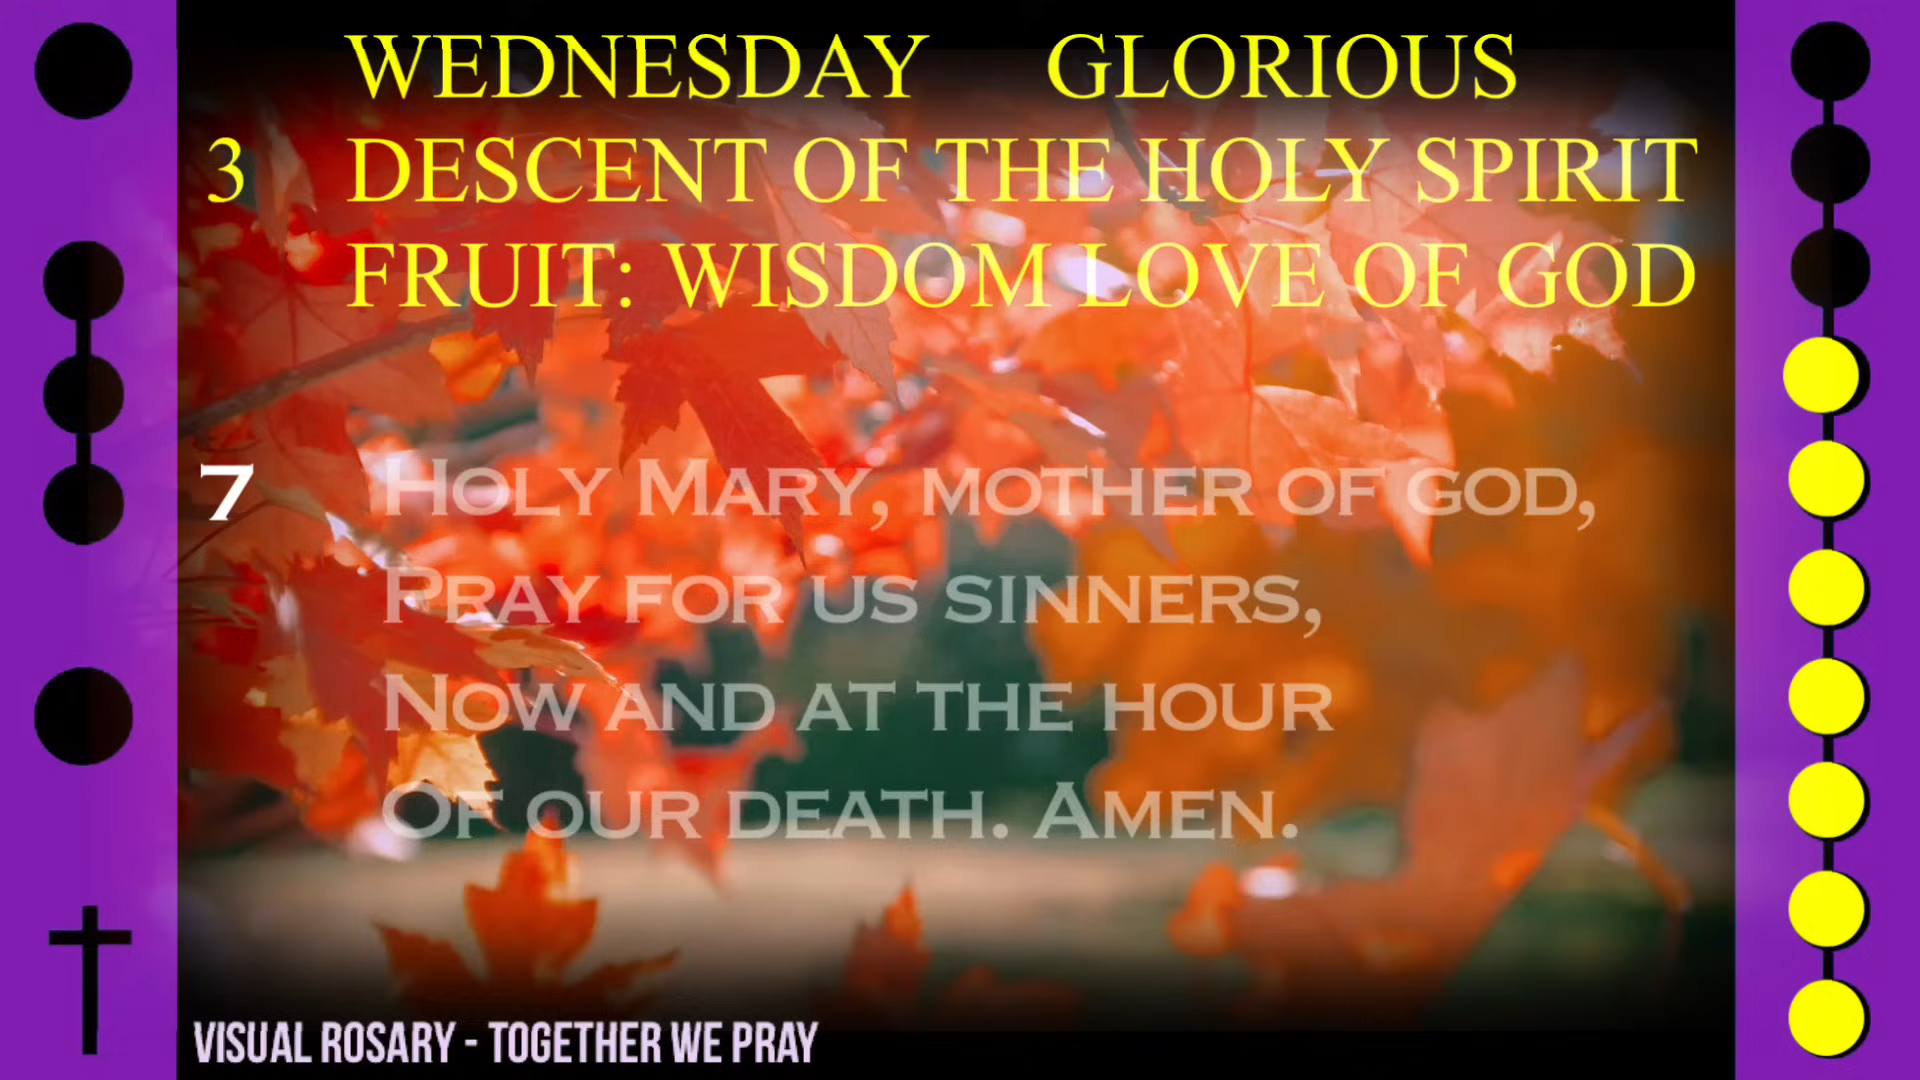 WEDNESDAY GLORIOUS
3 DESCENT OF THE HOLY SPIRIT
FRUIT: WISDOM LOVE OF GOD
7 Holy Mary, mother of god,
Pray for us sinners,
Now and at the hour
Of our death. Amen.
VISUAL ROSARY - TOGETHER WE PRAY